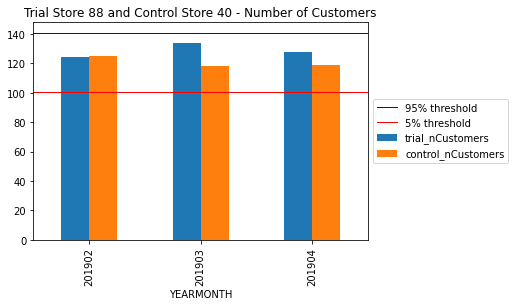 Trial Store 88 and Control Store 40 - Number of Customers
140
120
100
80
60
40
20
0
201902
201903
201904
YEARMONTH
95% threshold
5% threshold
trial_nCustomers
control_nCustomers